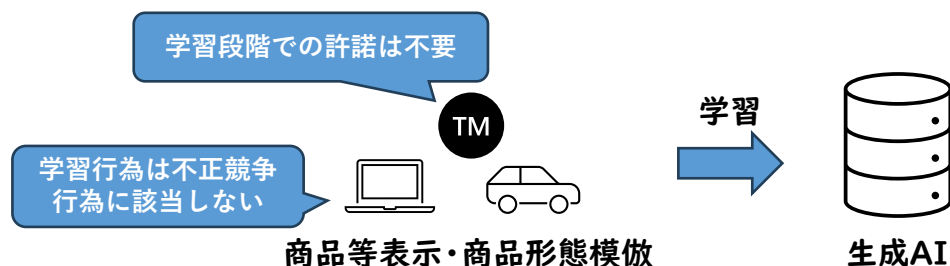 学習段階での許諾は不要
TM
学習
学習行為は不正競争
行為に該当しない
商品等表示・商品形態模倣
生成AI